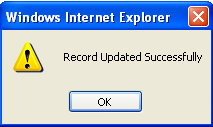 Windows Internet Explorer
Record Updated Successfully
OK